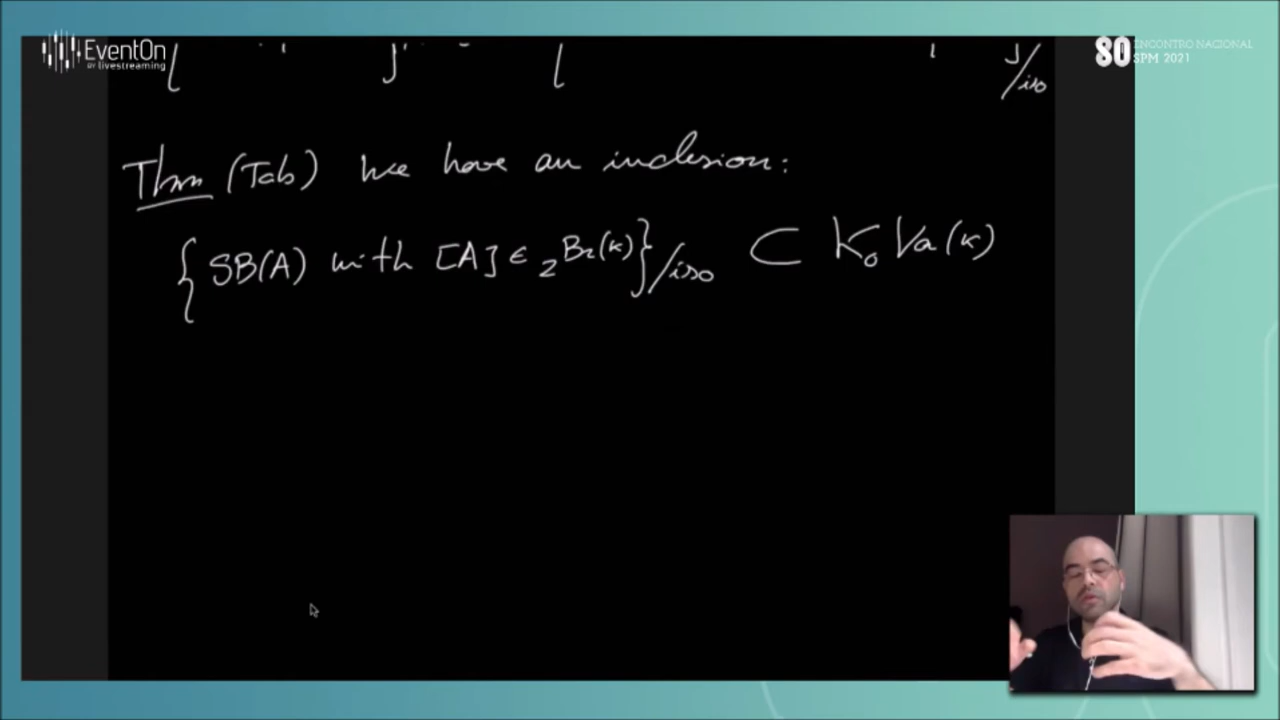 EventOn
BY livestreaming
80 ENCONTRO NACIONAL
SPM 2021
/iso
Thm (Tab) We have an inclusion:
{SB(A) with [A] ∈ ₂Br(k)}/iso ⊂ K₀Va(k)